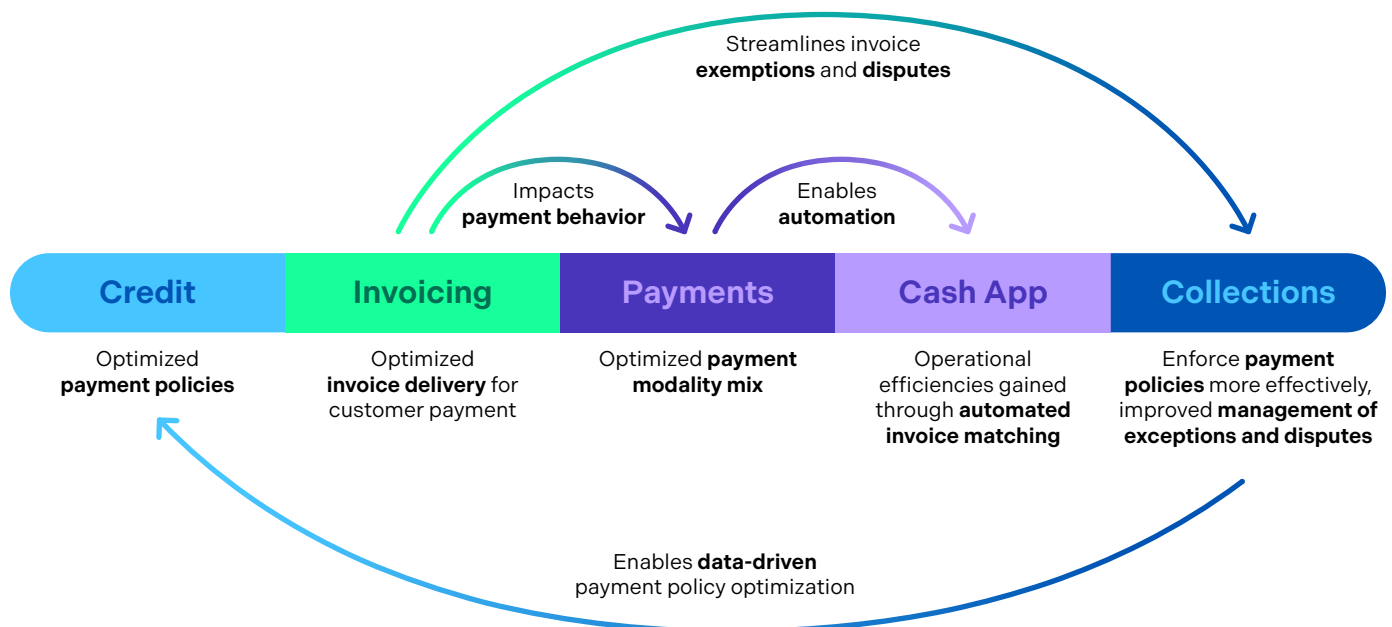 Streamlines invoice
exemptions and disputes
Impacts
payment behavior
Enables
automation
Credit
Invoicing
Payments
Cash App
Collections
Optimized
payment policies
Optimized
invoice delivery for
customer payment
Optimized payment
modality mix
Operational
efficiencies gained
through automated
invoice matching
Enforce payment
policies more effectively,
improved management of
exceptions and disputes
Enables data-driven
payment policy optimization